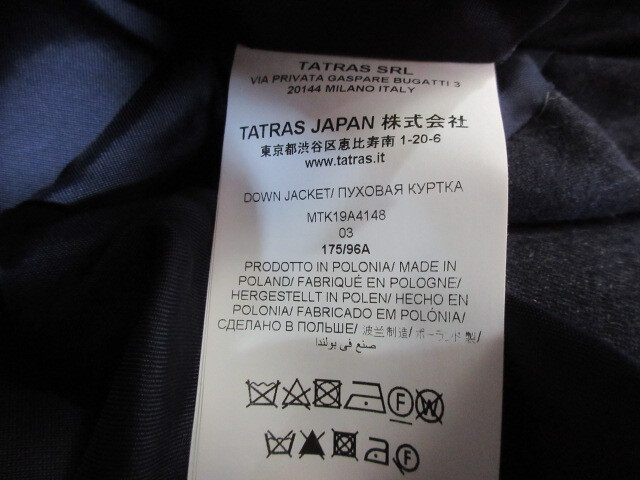 TATRAS SRL
VIA PRIVATA GASPARE BUGATTI 3
20144 MILANO ITALY
TATRAS JAPAN 株式会社
東京都渋谷区恵比寿南 1-20-6
www.tatras.it
DOWN JACKET/ ПУХОВАЯ КУРТКА
MTK19A4148
03
175/96A
PRODOTTO IN POLONIA/ MADE IN
POLAND/ FABRIQUÉ EN POLOGNE/
HERGESTELLT IN POLEN/ HECHO EN
POLONIA/ FABRICADO EM POLÓNIA/
СДЕЛАНО В ПОЛЬШЕ/ 波兰制造/ ポーランド製/
صنع في بولندا
F W
F